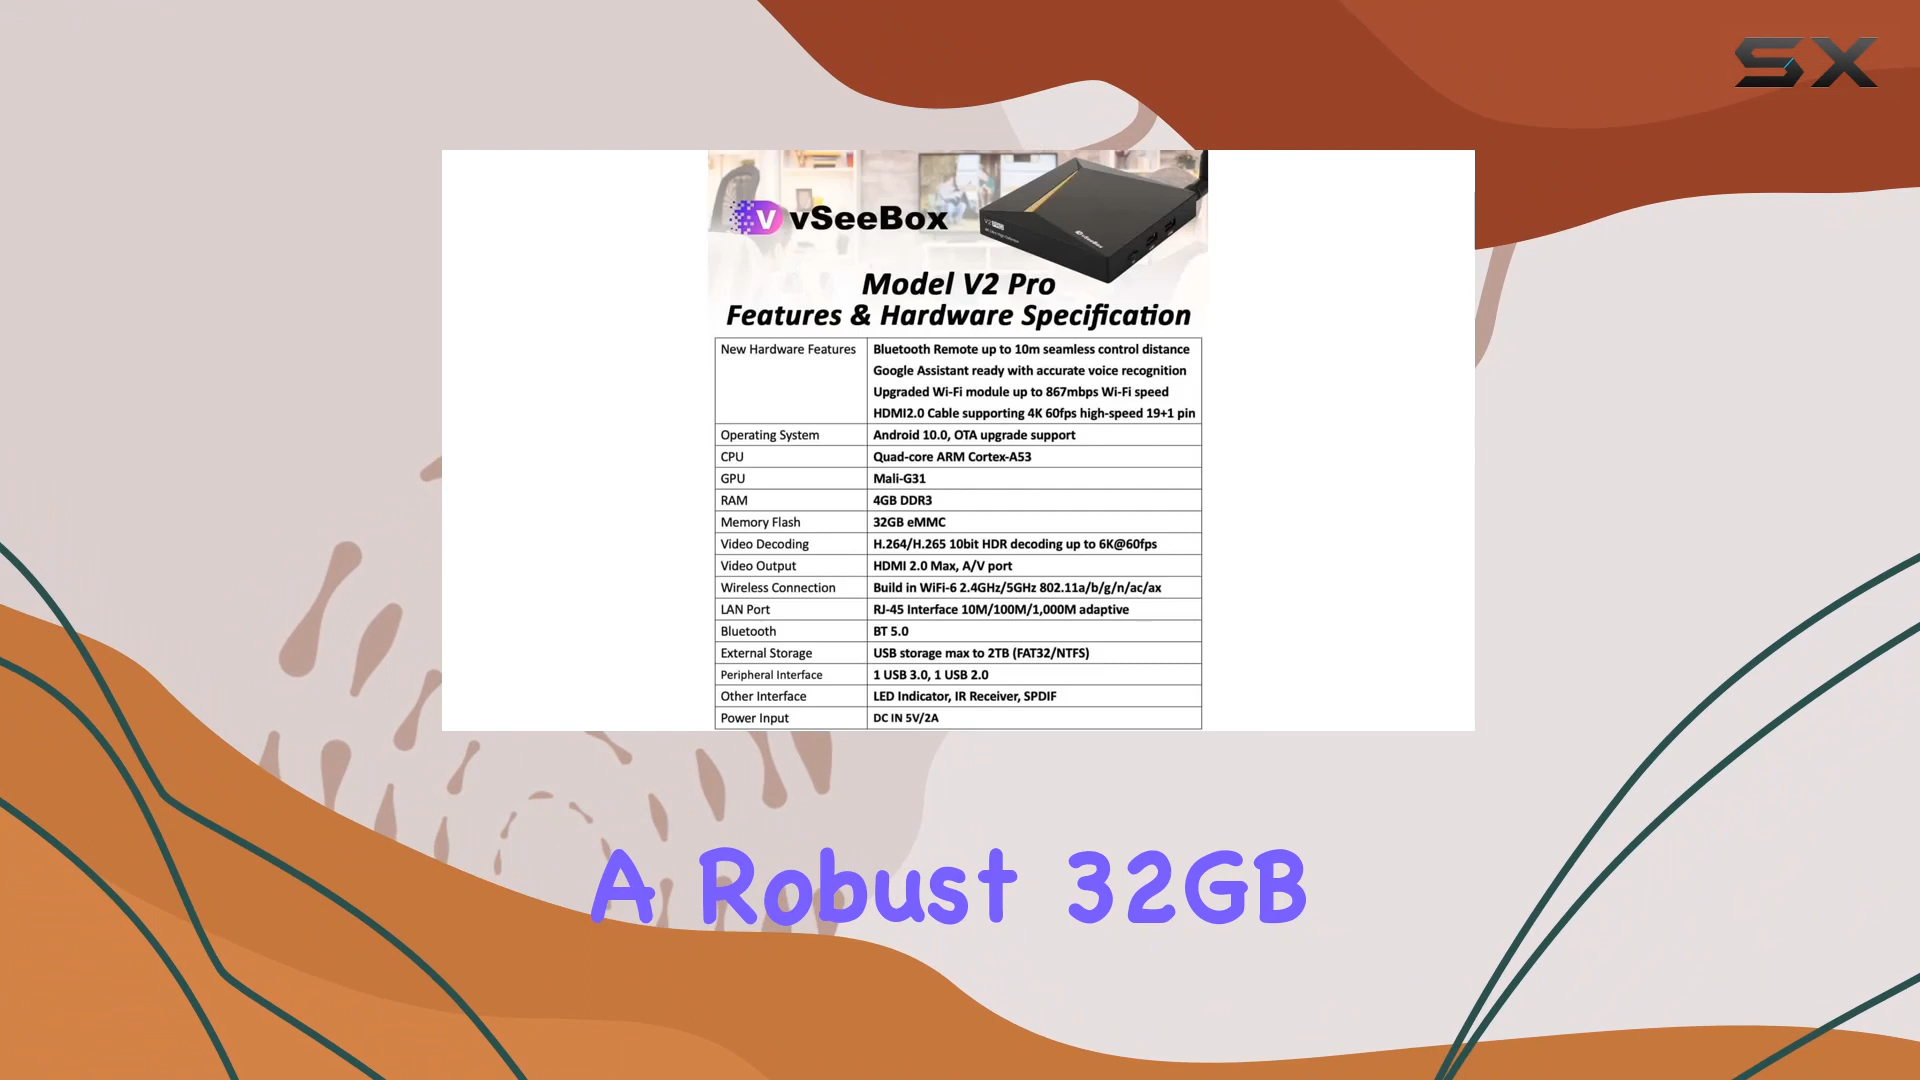 SX
V vSeeBox
Model V2 Pro
Features & Hardware Specification
New Hardware Features Bluetooth Remote up to 10m seamless control distance
Google Assistant ready with accurate voice recognition
Upgraded Wi-Fi module up to 867mbps Wi-Fi speed
HDMI2.0 Cable supporting 4K 60fps high-speed 19+1 pin
Operating System Android 10.0, OTA upgrade support
CPU Quad-core ARM Cortex-A53
GPU Mali-G31
RAM 4GB DDR3
Memory Flash 32GB eMMC
Video Decoding H.264/H.265 10bit HDR decoding up to 6K@60fps
Video Output HDMI 2.0 Max, A/V port
Wireless Connection Build in WiFi-6 2.4GHz/5GHz 802.11a/b/g/n/ac/ax
LAN Port RJ-45 Interface 10M/100M/1,000M adaptive
Bluetooth BT 5.0
External Storage USB storage max to 2TB (FAT32/NTFS)
Peripheral Interface 1 USB 3.0, 1 USB 2.0
Other Interface LED Indicator, IR Receiver, SPDIF
Power Input DC IN 5V/2A
A Robust 32GB